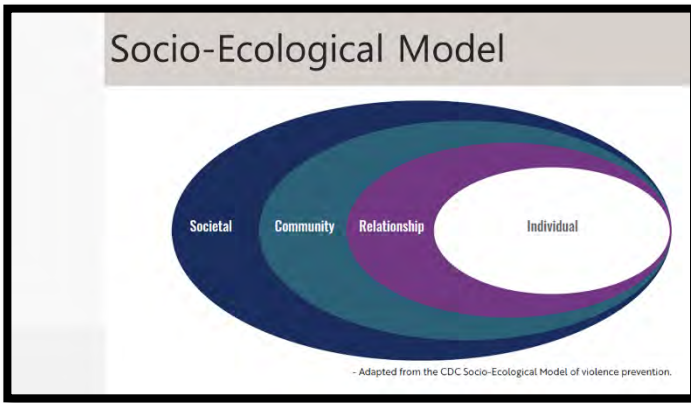 Socio-Ecological Model
Societal Community Relationship Individual
- Adapted from the CDC Socio-Ecological Model of violence prevention.